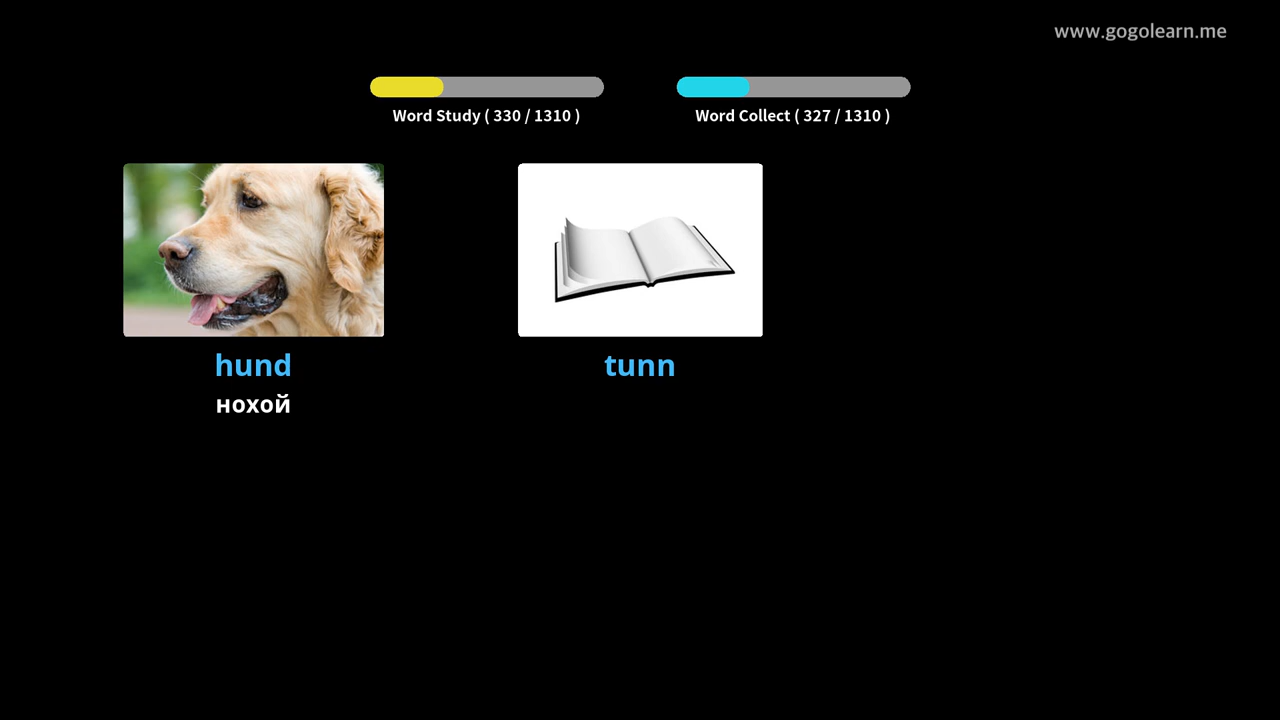 www.gogolearn.me
Word Study ( 330 / 1310 )
Word Collect ( 327 / 1310 )
hund
нохой
tunn